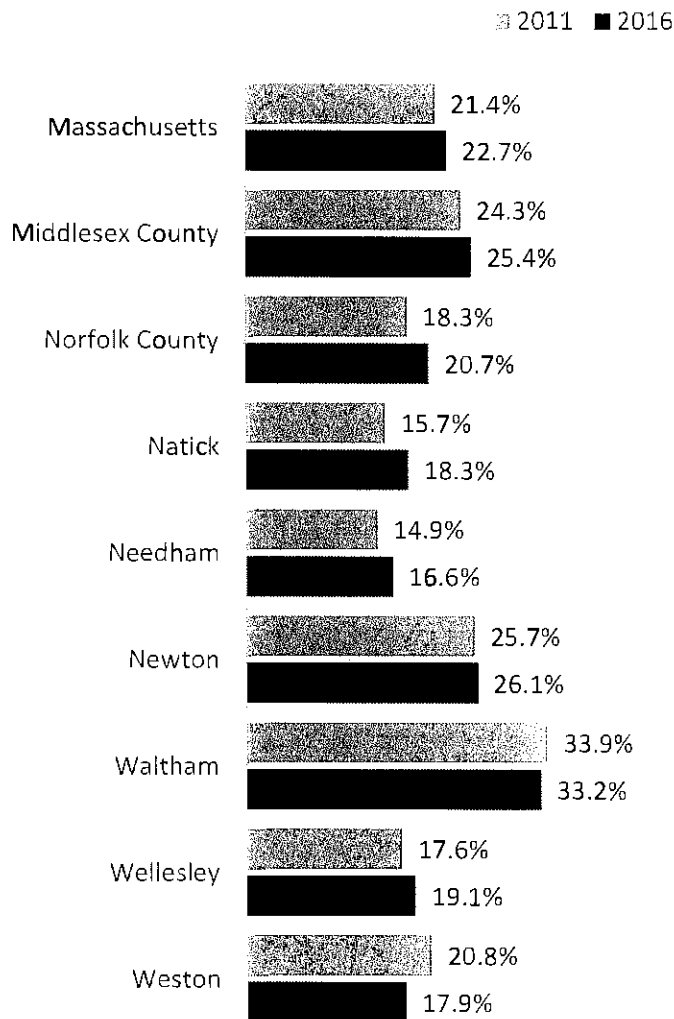 2011 2016
21.4%
Massachusetts
22.7%
24.3%
Middlesex County
25.4%
18.3%
Norfolk County
20.7%
15.7%
Natick
18.3%
14.9%
Needham
16.6%
25.7%
Newton
26.1%
33.9%
Waltham
33.2%
17.6%
Wellesley
19.1%
20.8%
Weston
17.9%